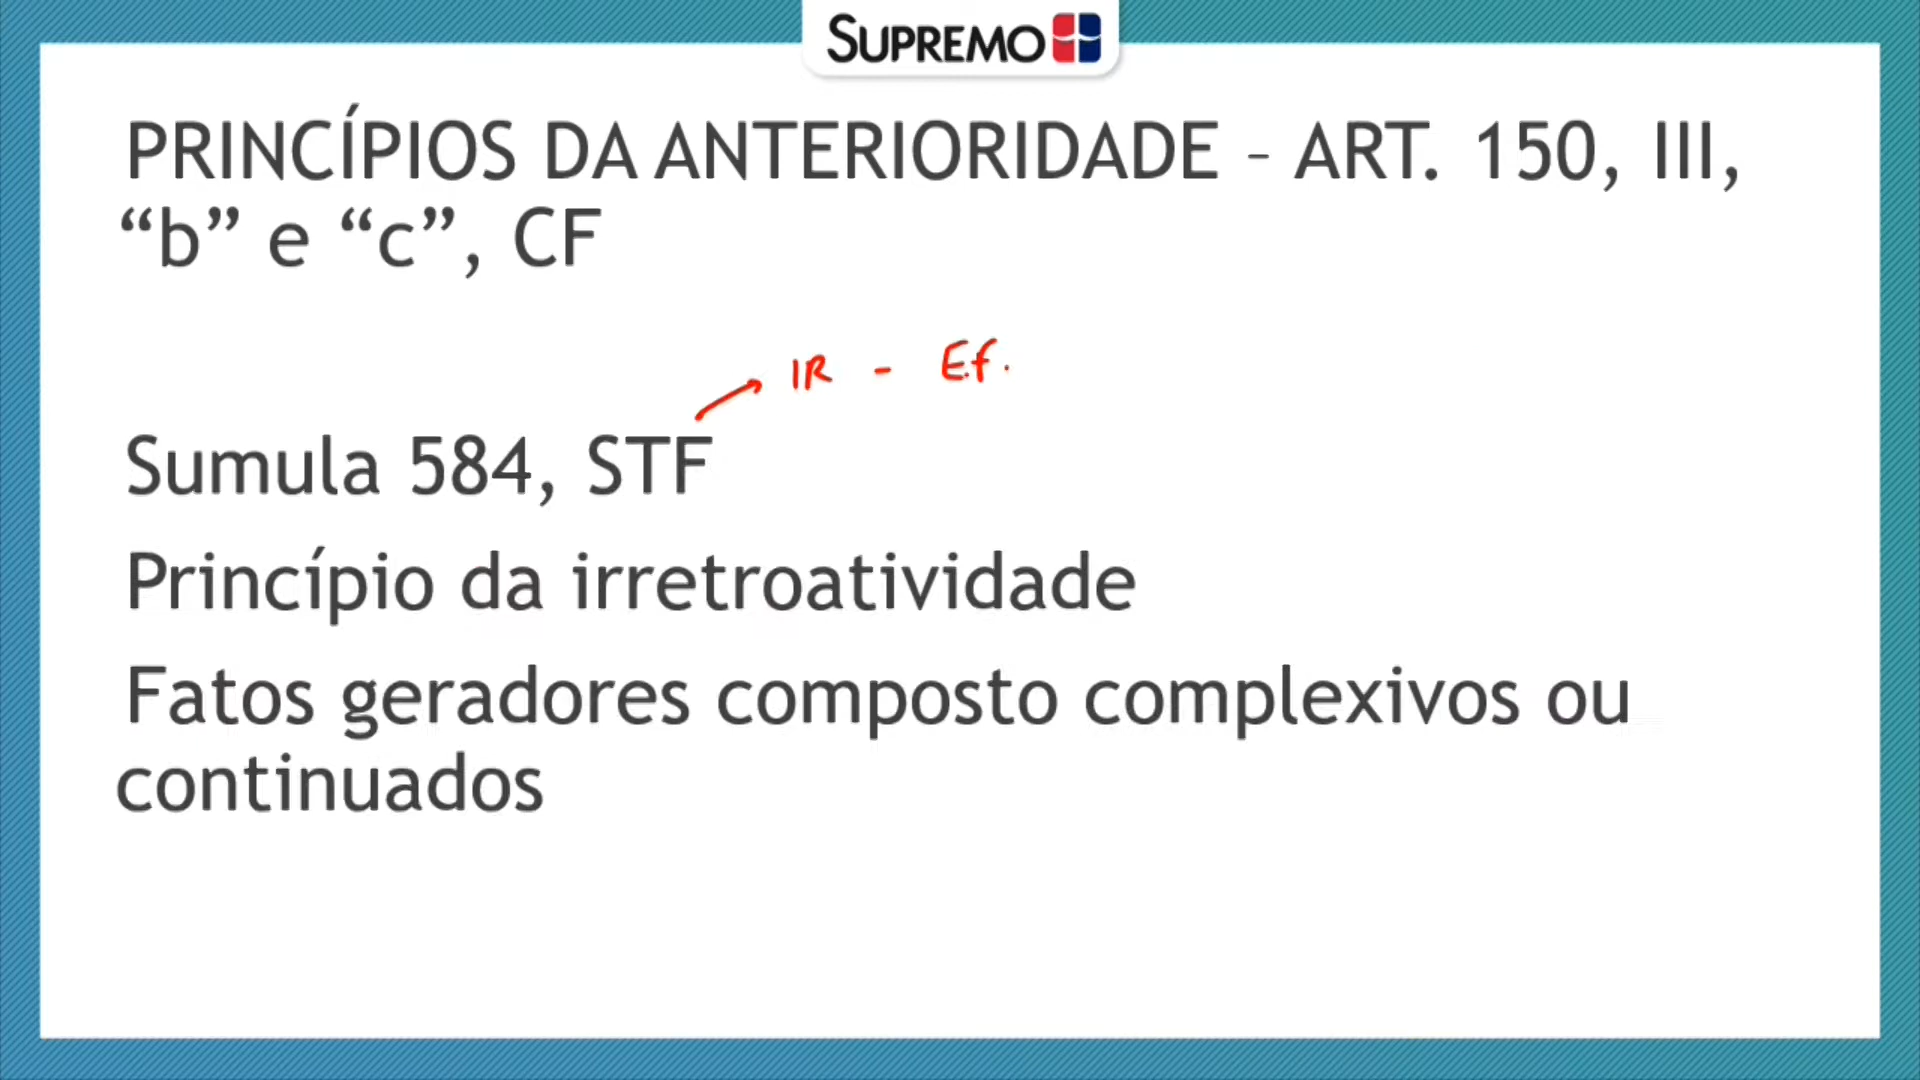 SUPREMO
PRINCÍPIOS DA ANTERIORIDADE – ART. 150, III,
“b” e “c”, CF
IR - E.f.
Sumula 584, STF
Princípio da irretroatividade
Fatos geradores composto complexivos ou
continuados